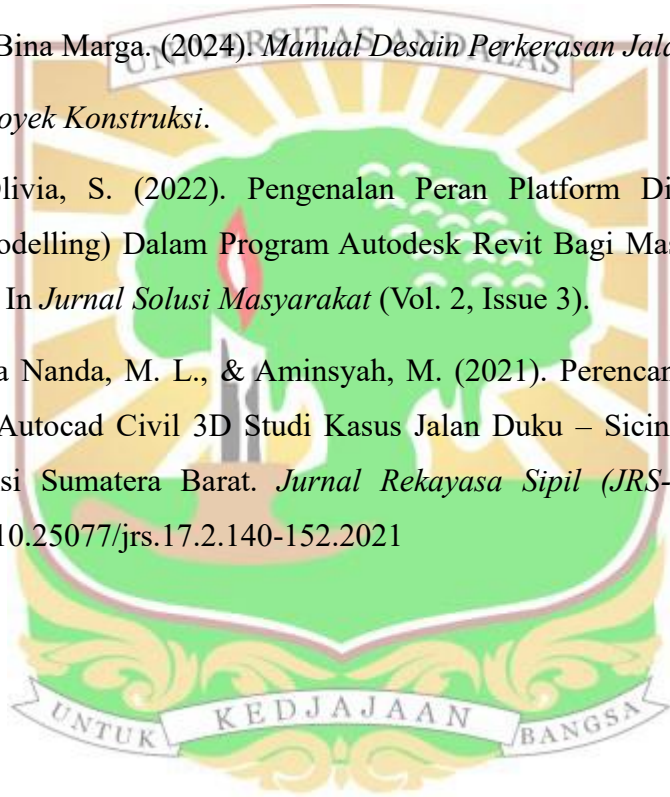 UNIVERSITAS ANDALAS
Bina Marga. (2024). Manual Desain Perkerasan Jala
oyek Konstruksi.
livia, S. (2022). Pengenalan Peran Platform Di
odelling) Dalam Program Autodesk Revit Bagi Mas
In Jurnal Solusi Masyarakat (Vol. 2, Issue 3).
a Nanda, M. L., & Aminsyah, M. (2021). Perencan
Autocad Civil 3D Studi Kasus Jalan Duku – Sicin
si Sumatera Barat. Jurnal Rekayasa Sipil (JRS-
10.25077/jrs.17.2.140-152.2021
UNTUK KEDJAJAAN BANGSA